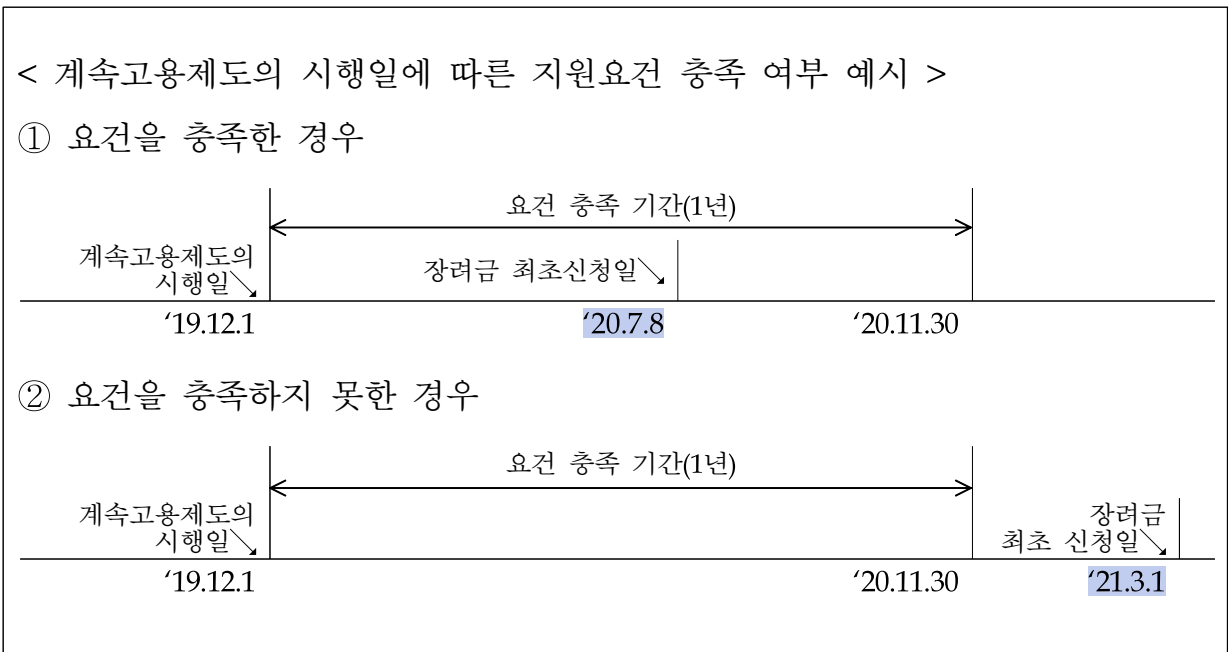 < 계속고용제도의 시행일에 따른 지원요건 충족 여부 예시 >
① 요건을 충족한 경우
요건 충족 기간(1년)
계속고용제도의
시행일↘
장려금 최초신청일↘
‘19.12.1
‘20.7.8
‘20.11.30
② 요건을 충족하지 못한 경우
요건 충족 기간(1년)
계속고용제도의
시행일↘
장려금
최초 신청일↘
‘19.12.1
‘20.11.30
‘21.3.1